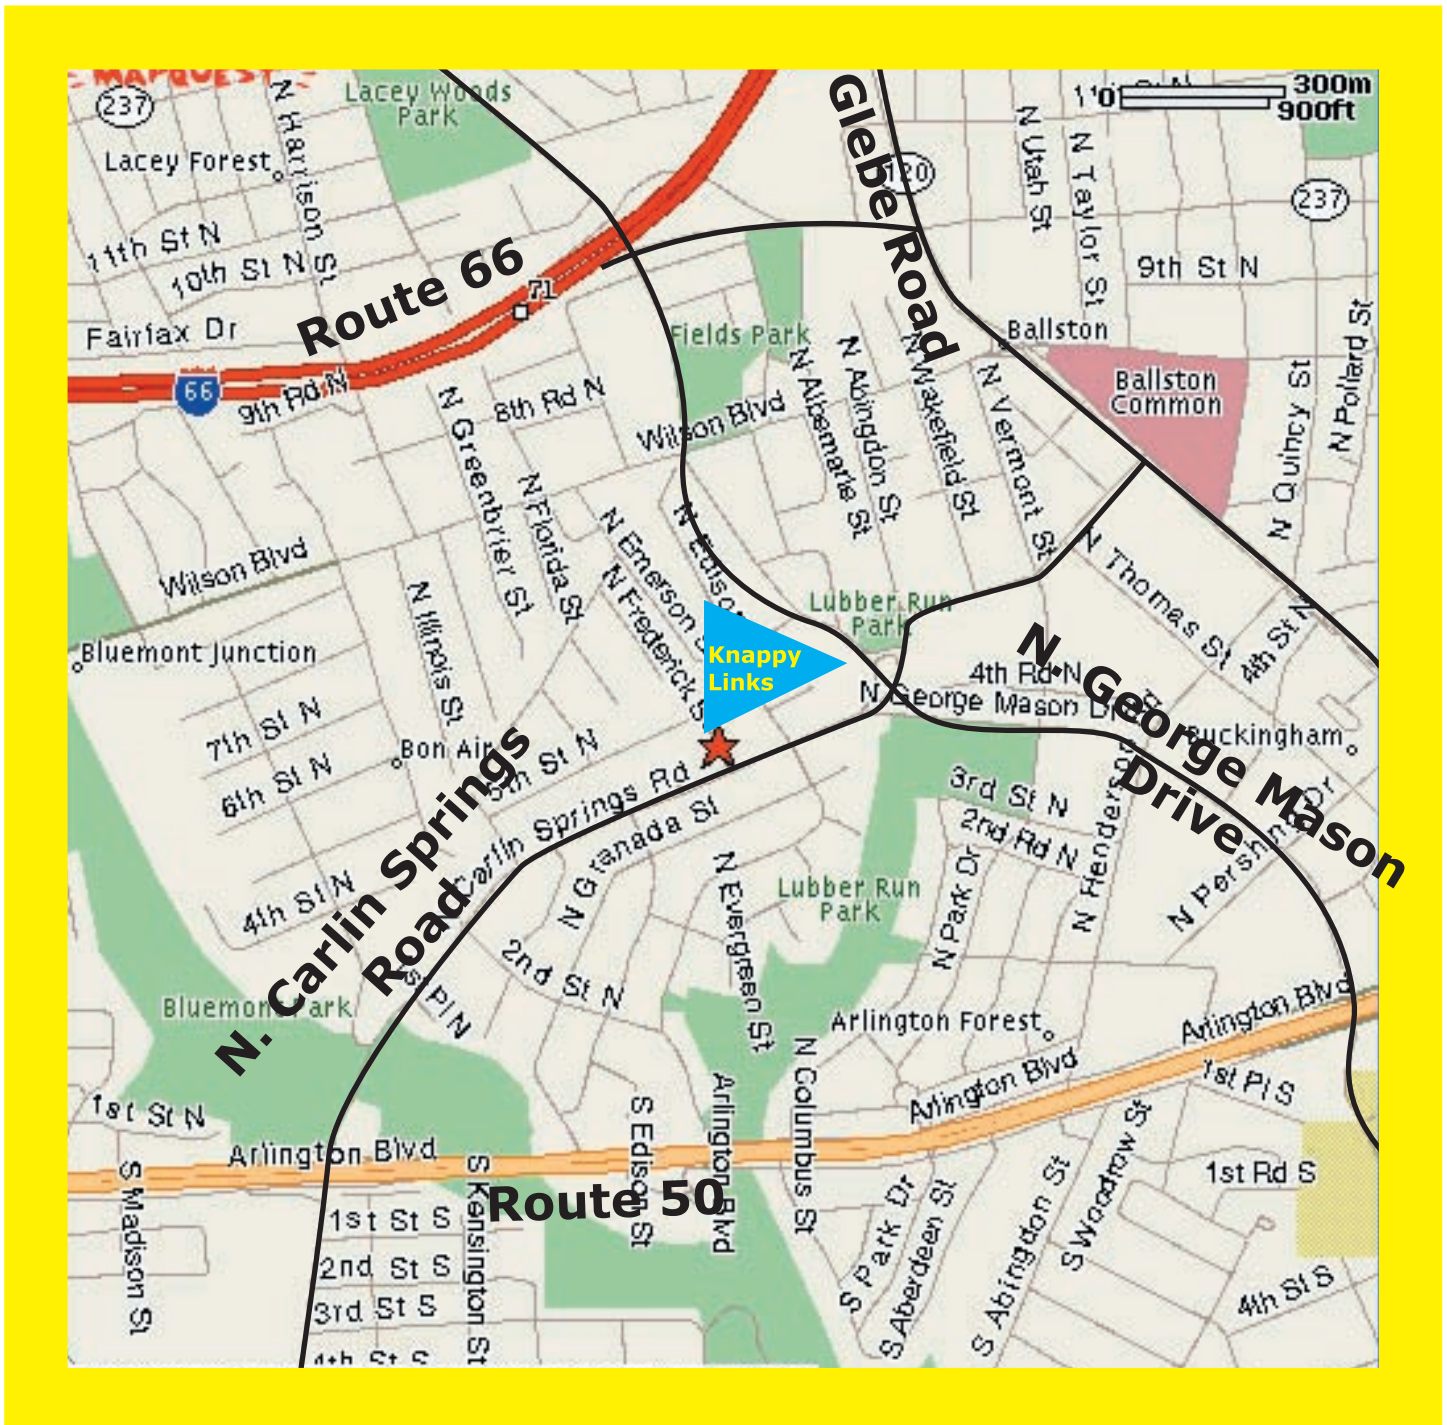 MAPQUEST
237
Lacey Woods
Park
N Harrison St
Lacey Forest
11th St N
10th St N
Fairfax Dr
Route 66
71
66
9th Rd N
Glebe Road
120
N Utah St
N Taylor St
300m
0
900ft
237
9th St N
Ballston
Ballston
Common
N Quincy St
N Pollard St
Fields Park
8th Rd N
Wilson Blvd
N Albemarle St
N Abingdon St
N Wakefield St
N Vermont St
N Greenbrier St
N Florida St
N Emerson
N Frederick S
Wilson Blvd
N Illinois St
Bluemont Junction
Lubber Run
Park
Knappy
Links
N Thomas St
4th St N
4th Rd N
N George Mason Dr
N. George Mason
Drive
Buckingham
7th St N
6th St N
Bon Air
5th St N
N. Carlin Springs
Road
Carlin Springs Rd
4th St N
N Granada St
3rd St N
2nd Rd N
N Henderson
N Pershing Dr
N Park Dr
Lubber Run
Park
N Evergreen St
2nd St N
Bluemont Park
1st Pl N
Arlington Forest
Arlington Blvd
Arlington Blvd
1st Pl S
1st St N
Arlington Blvd
S Madison St
S Kensington St
Route 50
S Edison St
Arlington Blvd
N Columbus St
S Park Dr
S Aberdeen St
S Abingdon St
S Woodrow St
1st Rd S
4th St S
1st St S
2nd St S
3rd St S
4th St S